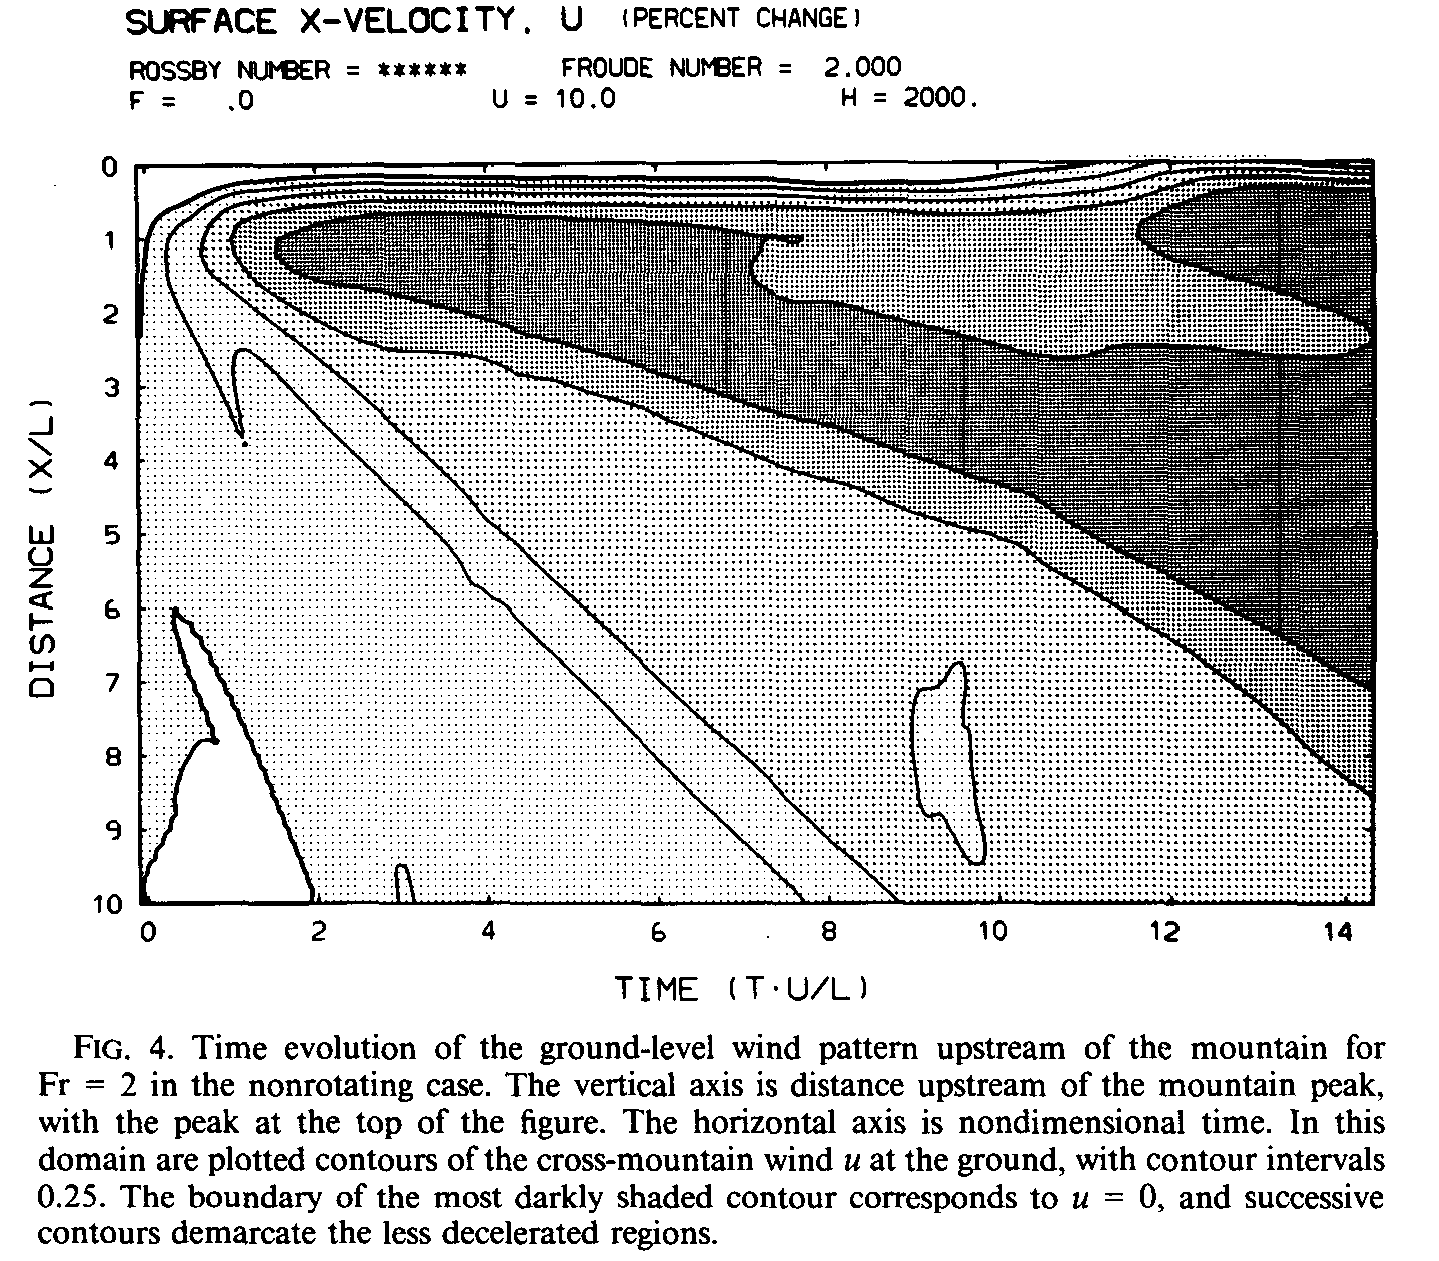 SURFACE X-VELOCITY, U (PERCENT CHANGE)
ROSSBY NUMBER = ****** FROUDE NUMBER = 2.000
F = .0 U = 10.0 H = 2000.
0
1
2
3
4
5
6
7
8
9
10
DISTANCE (X/L)
0 2 4 6 8 10 12 14
TIME (T·U/L)
FIG. 4. Time evolution of the ground-level wind pattern upstream of the mountain for
Fr = 2 in the nonrotating case. The vertical axis is distance upstream of the mountain peak,
with the peak at the top of the figure. The horizontal axis is nondimensional time. In this
domain are plotted contours of the cross-mountain wind u at the ground, with contour intervals
0.25. The boundary of the most darkly shaded contour corresponds to u = 0, and successive
contours demarcate the less decelerated regions.